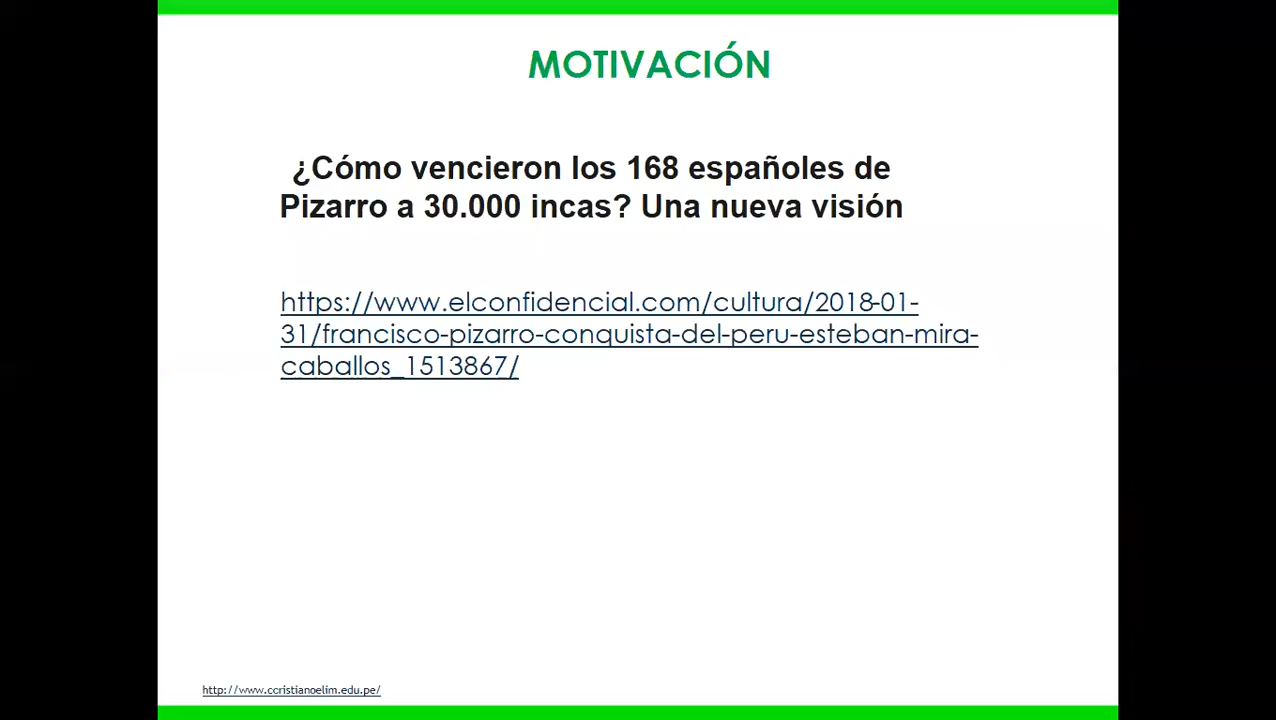 MOTIVACIÓN
¿Cómo vencieron los 168 españoles de
Pizarro a 30.000 incas? Una nueva visión
https://www.elconfidencial.com/cultura/2018-01-
31/francisco-pizarro-conquista-del-peru-esteban-mira-
caballos_1513867/
http://www.ccristianoelim.edu.pe/